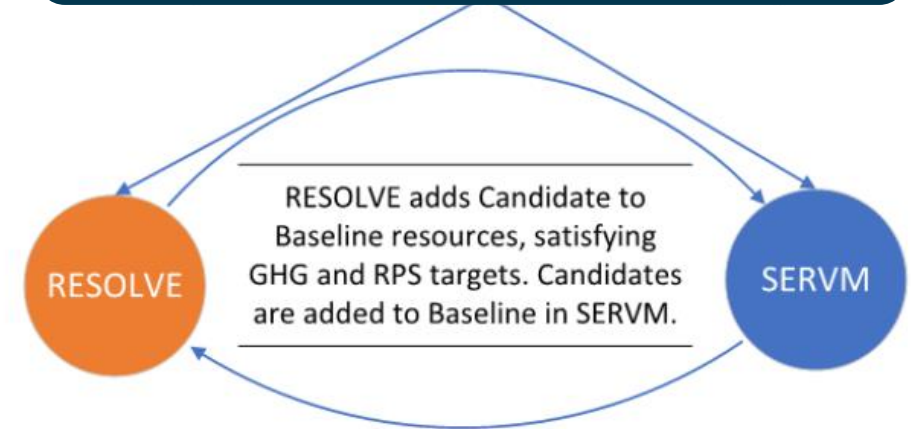 RESOLVE adds Candidate to
Baseline resources, satisfying
GHG and RPS targets. Candidates
are added to Baseline in SERVM.
RESOLVE
SERVM